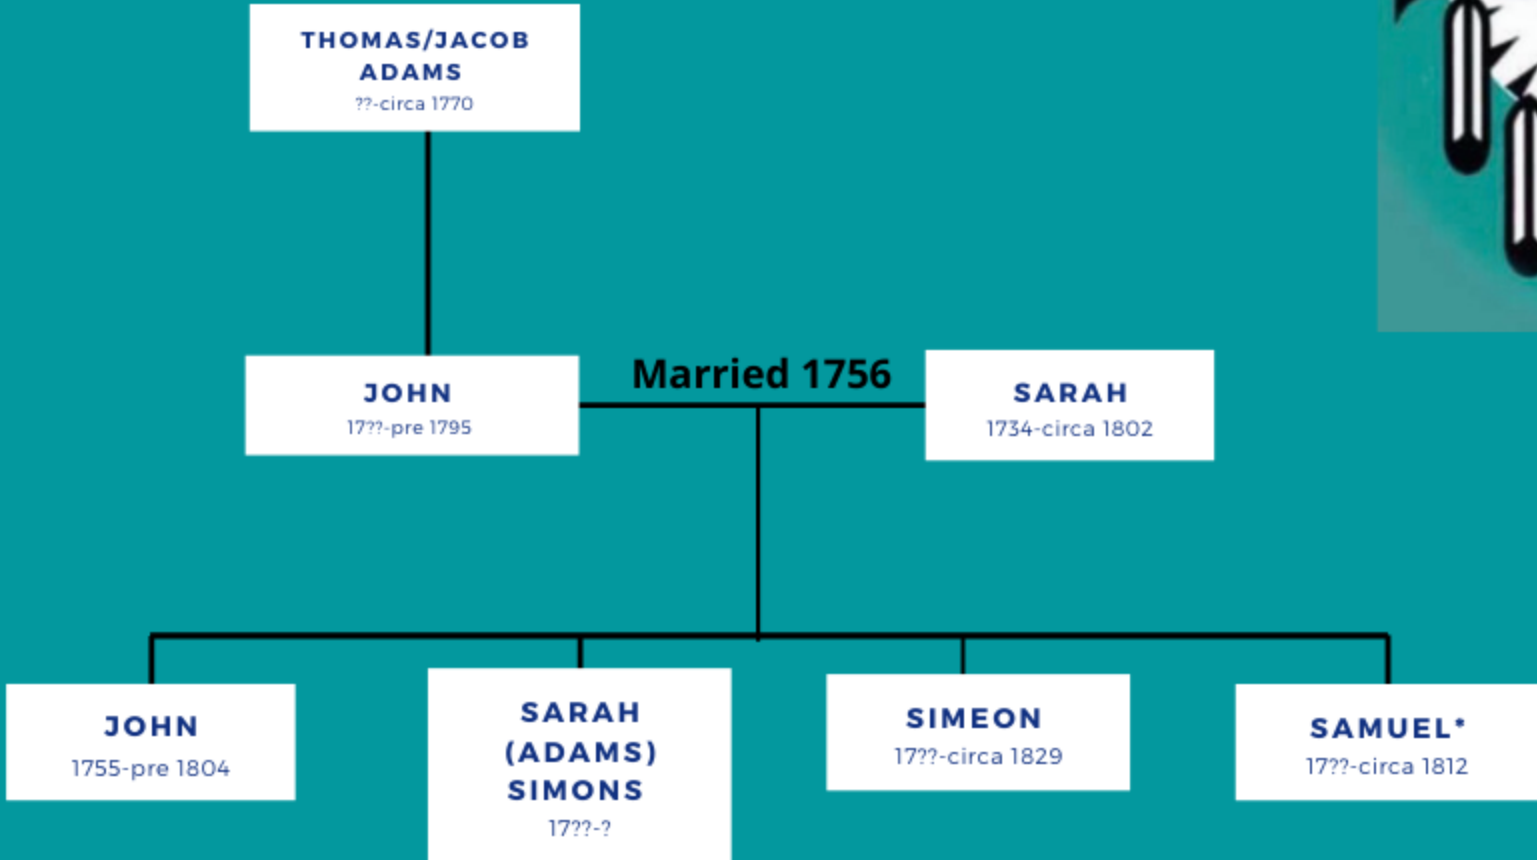 THOMAS/JACOB
ADAMS
??-circa 1770
Married 1756
JOHN
17??-pre 1795
SARAH
1734-circa 1802
JOHN
1755-pre 1804
SARAH
(ADAMS)
SIMONS
17??-?
SIMEON
17??-circa 1829
SAMUEL*
17??-circa 1812